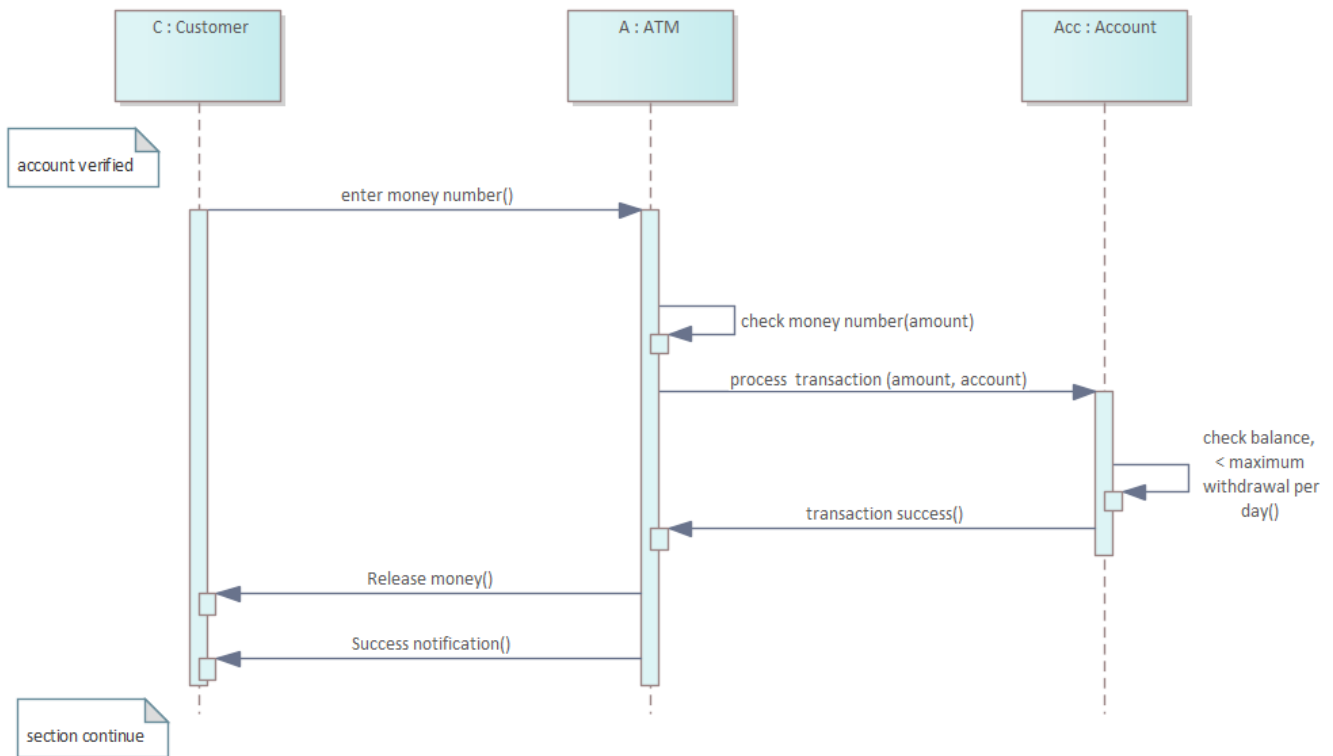 C : Customer
A : ATM
Acc : Account
account verified
enter money number()
check money number(amount)
process  transaction (amount, account)
check balance,
< maximum
withdrawal per
day()
transaction success()
Release money()
Success notification()
section continue